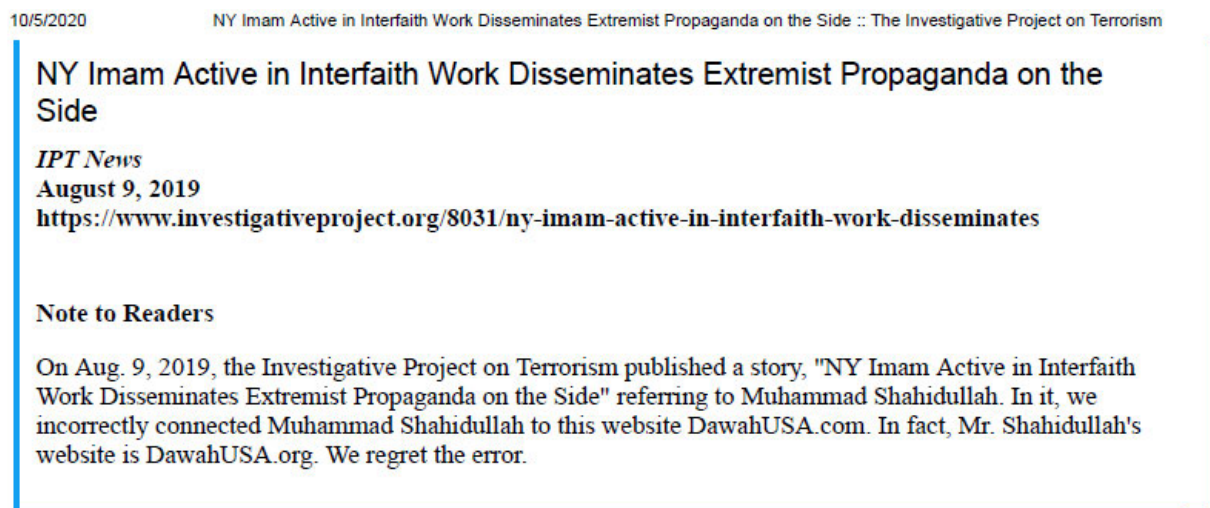 10/5/2020 NY Imam Active in Interfaith Work Disseminates Extremist Propaganda on the Side :: The Investigative Project on Terrorism
NY Imam Active in Interfaith Work Disseminates Extremist Propaganda on the
Side
IPT News
August 9, 2019
https://www.investigativeproject.org/8031/ny-imam-active-in-interfaith-work-disseminates
Note to Readers
On Aug. 9, 2019, the Investigative Project on Terrorism published a story, "NY Imam Active in Interfaith
Work Disseminates Extremist Propaganda on the Side" referring to Muhammad Shahidullah. In it, we
incorrectly connected Muhammad Shahidullah to this website DawahUSA.com. In fact, Mr. Shahidullah's
website is DawahUSA.org. We regret the error.